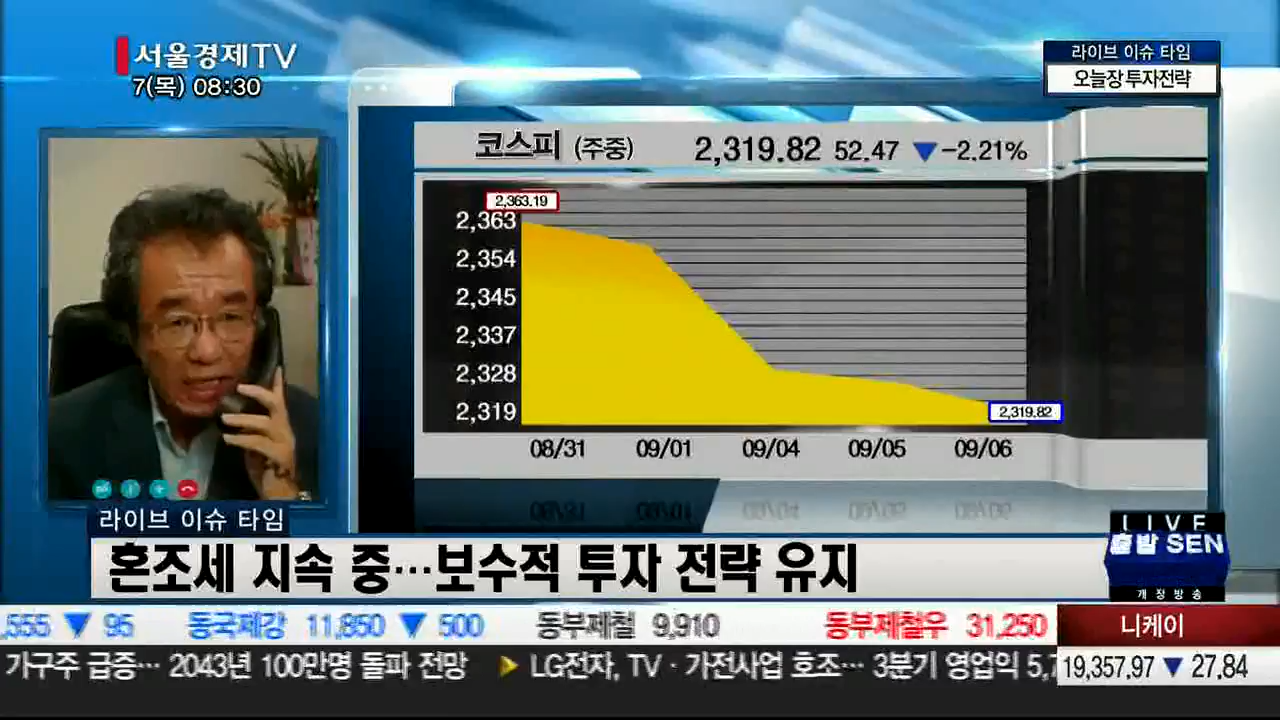 서울경제TV
7(목) 08:30
라이브 이슈 타임
오늘장 투자전략
코스피 (주중) 2,319.82 52.47 ▼-2.21%
2,363.19
2,363
2,354
2,345
2,337
2,328
2,319
2,319.82
08/31 09/01 09/04 09/05 09/06
라이브 이슈 타임
혼조세 지속 중…보수적 투자 전략 유지
LIVE
출발 SEN
개장방송
,555 ▼ 95 동국제강 11,850 ▼ 500 동부제철 9,910 동부제철우 31,250
니케이
가구주 급증… 2043년 100만명 돌파 전망 ▶ LG전자, TV·가전사업 호조… 3분기 영업익 5,7
19,357.97 ▼ 27.84